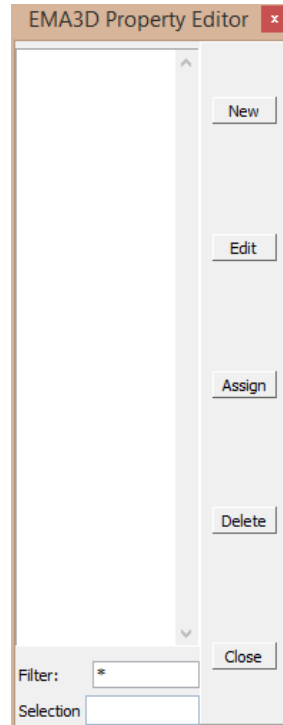 EMA3D Property Editor x
New
Edit
Assign
Delete
Close
Filter: *
Selection